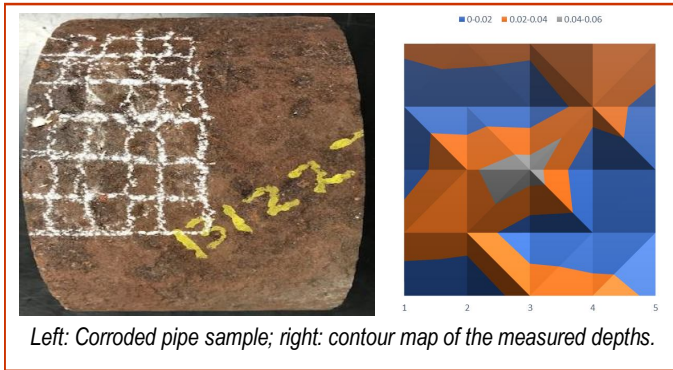 0-0.02 0.02-0.04 0.04-0.06
B122-
1 2 3 4 5
Left: Corroded pipe sample; right: contour map of the measured depths.